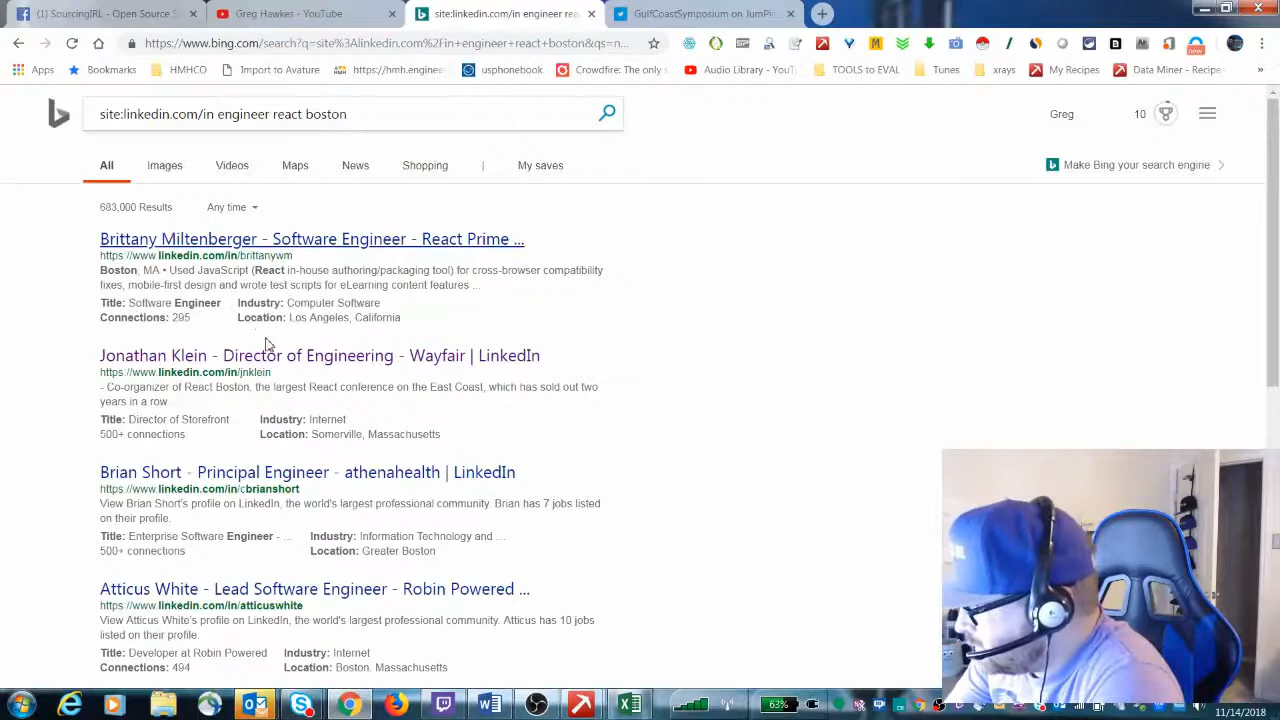 (1) SourcingIRL - Open Source S
Greg Hawkes - YouTube
site:linkedin.com/in engineer rea
GulfCoastSymposium on JumPic
https://www.bing.com/search?q=site%3Alinkedin.com%2Fin+engineer+react+boston&qs=n...
Apps
Bookmarks
HMHCO
Import to Avature
https://hmh.enginee
usphonebook
Crowdfire: The only s
Audio Library - YouT
TOOLS to EVAL
Tunes
xrays
My Recipes
Data Miner - Recipe
site:linkedin.com/in engineer react boston
Greg
10
All
Images
Videos
Maps
News
Shopping
My saves
Make Bing your search engine
683,000 Results
Any time
Brittany Miltenberger - Software Engineer - React Prime ...
https://www.linkedin.com/in/brittanywm
Boston, MA • Used JavaScript (React in-house authoring/packaging tool) for cross-browser compatibility
fixes, mobile-first design and wrote test scripts for eLearning content features ...
Title: Software Engineer Industry: Computer Software
Connections: 295 Location: Los Angeles, California
Jonathan Klein - Director of Engineering - Wayfair | LinkedIn
https://www.linkedin.com/in/jnklein
- Co-organizer of React Boston, the largest React conference on the East Coast, which has sold out two
years in a row
Title: Director of Storefront Industry: Internet
500+ connections Location: Somerville, Massachusetts
Brian Short - Principal Engineer - athenahealth | LinkedIn
https://www.linkedin.com/in/cbrianshort
View Brian Short's profile on LinkedIn, the world's largest professional community. Brian has 7 jobs listed
on their profile.
Title: Enterprise Software Engineer - ... Industry: Information Technology and ...
500+ connections Location: Greater Boston
Atticus White - Lead Software Engineer - Robin Powered ...
https://www.linkedin.com/in/atticuswhite
View Atticus White's profile on LinkedIn, the world's largest professional community. Atticus has 10 jobs
listed on their profile.
Title: Developer at Robin Powered Industry: Internet
Connections: 494 Location: Boston, Massachusetts
63%
11/14/2018